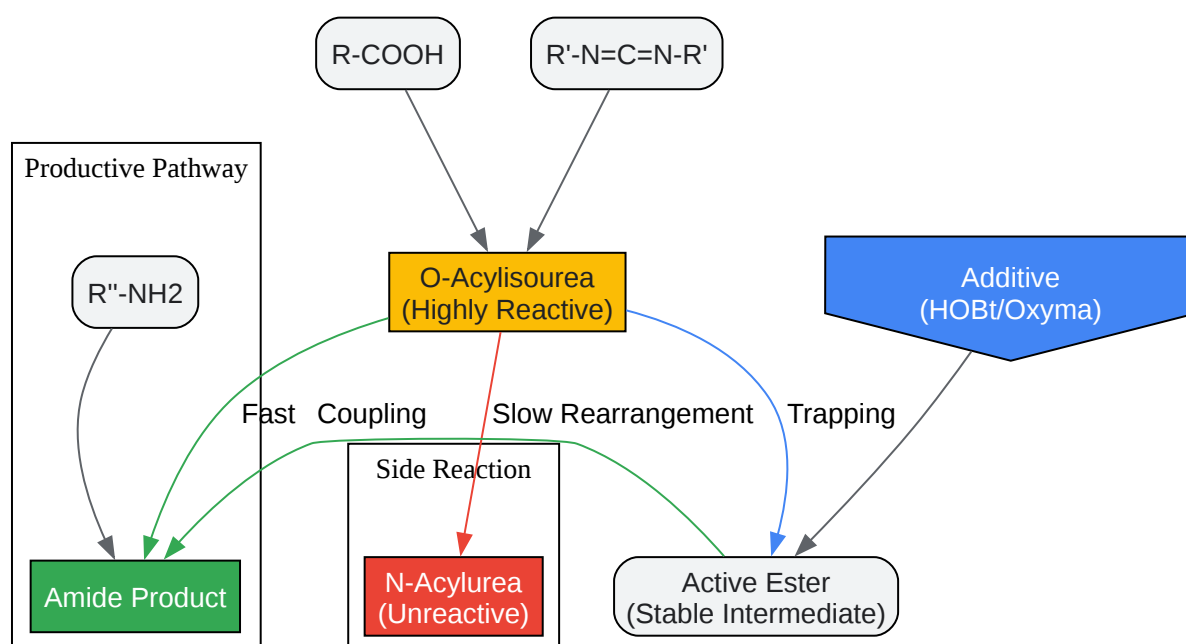 R-COOH
R'-N=C=N-R'
Productive Pathway
R''-NH2
O-Acylisourea
(Highly Reactive)
Additive
(HOBt/Oxyma)
Fast
Coupling
Slow Rearrangement
Trapping
Side Reaction
Amide Product
N-Acylurea
(Unreactive)
Active Ester
(Stable Intermediate)